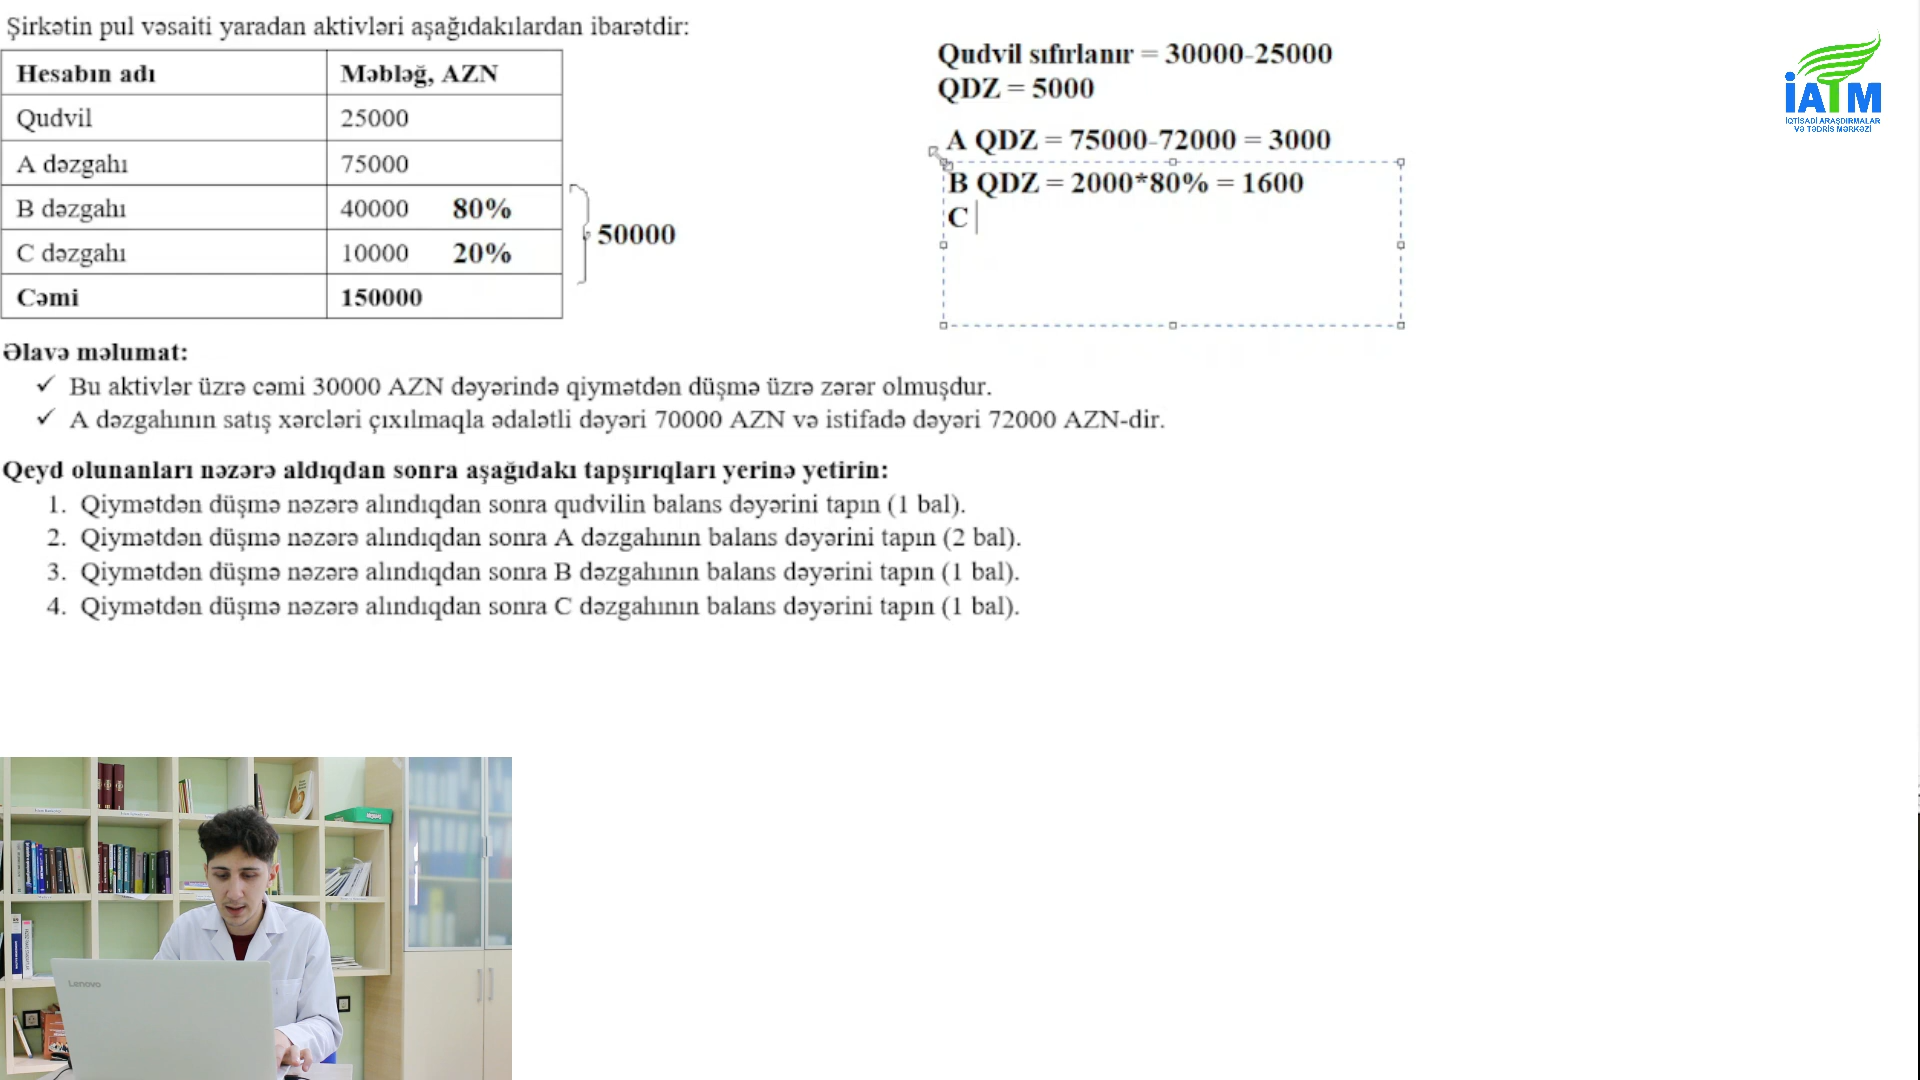 Şirkətin pul vəsaiti yaradan aktivləri aşağıdakılardan ibarətdir:
Hesabın adı Məbləğ, AZN
Qudvil 25000
A dəzgahı 75000
B dəzgahı 40000 80%
C dəzgahı 10000 20%
50000
Cəmi 150000
Qudvil sıfırlanır = 30000-25000
QDZ = 5000
A QDZ = 75000-72000 = 3000
B QDZ = 2000*80% = 1600
C
iATM
İQTİSADİ ARAŞDIRMALAR
VƏ TƏDRİS MƏRKƏZİ
Əlavə məlumat:
✓ Bu aktivlər üzrə cəmi 30000 AZN dəyərində qiymətdən düşmə üzrə zərər olmuşdur.
✓ A dəzgahının satış xərcləri çıxılmaqla ədalətli dəyəri 70000 AZN və istifadə dəyəri 72000 AZN-dir.
Qeyd olunanları nəzərə aldıqdan sonra aşağıdakı tapşırıqları yerinə yetirin:
1. Qiymətdən düşmə nəzərə alındıqdan sonra qudvilin balans dəyərini tapın (1 bal).
2. Qiymətdən düşmə nəzərə alındıqdan sonra A dəzgahının balans dəyərini tapın (2 bal).
3. Qiymətdən düşmə nəzərə alındıqdan sonra B dəzgahının balans dəyərini tapın (1 bal).
4. Qiymətdən düşmə nəzərə alındıqdan sonra C dəzgahının balans dəyərini tapın (1 bal).
Lenovo